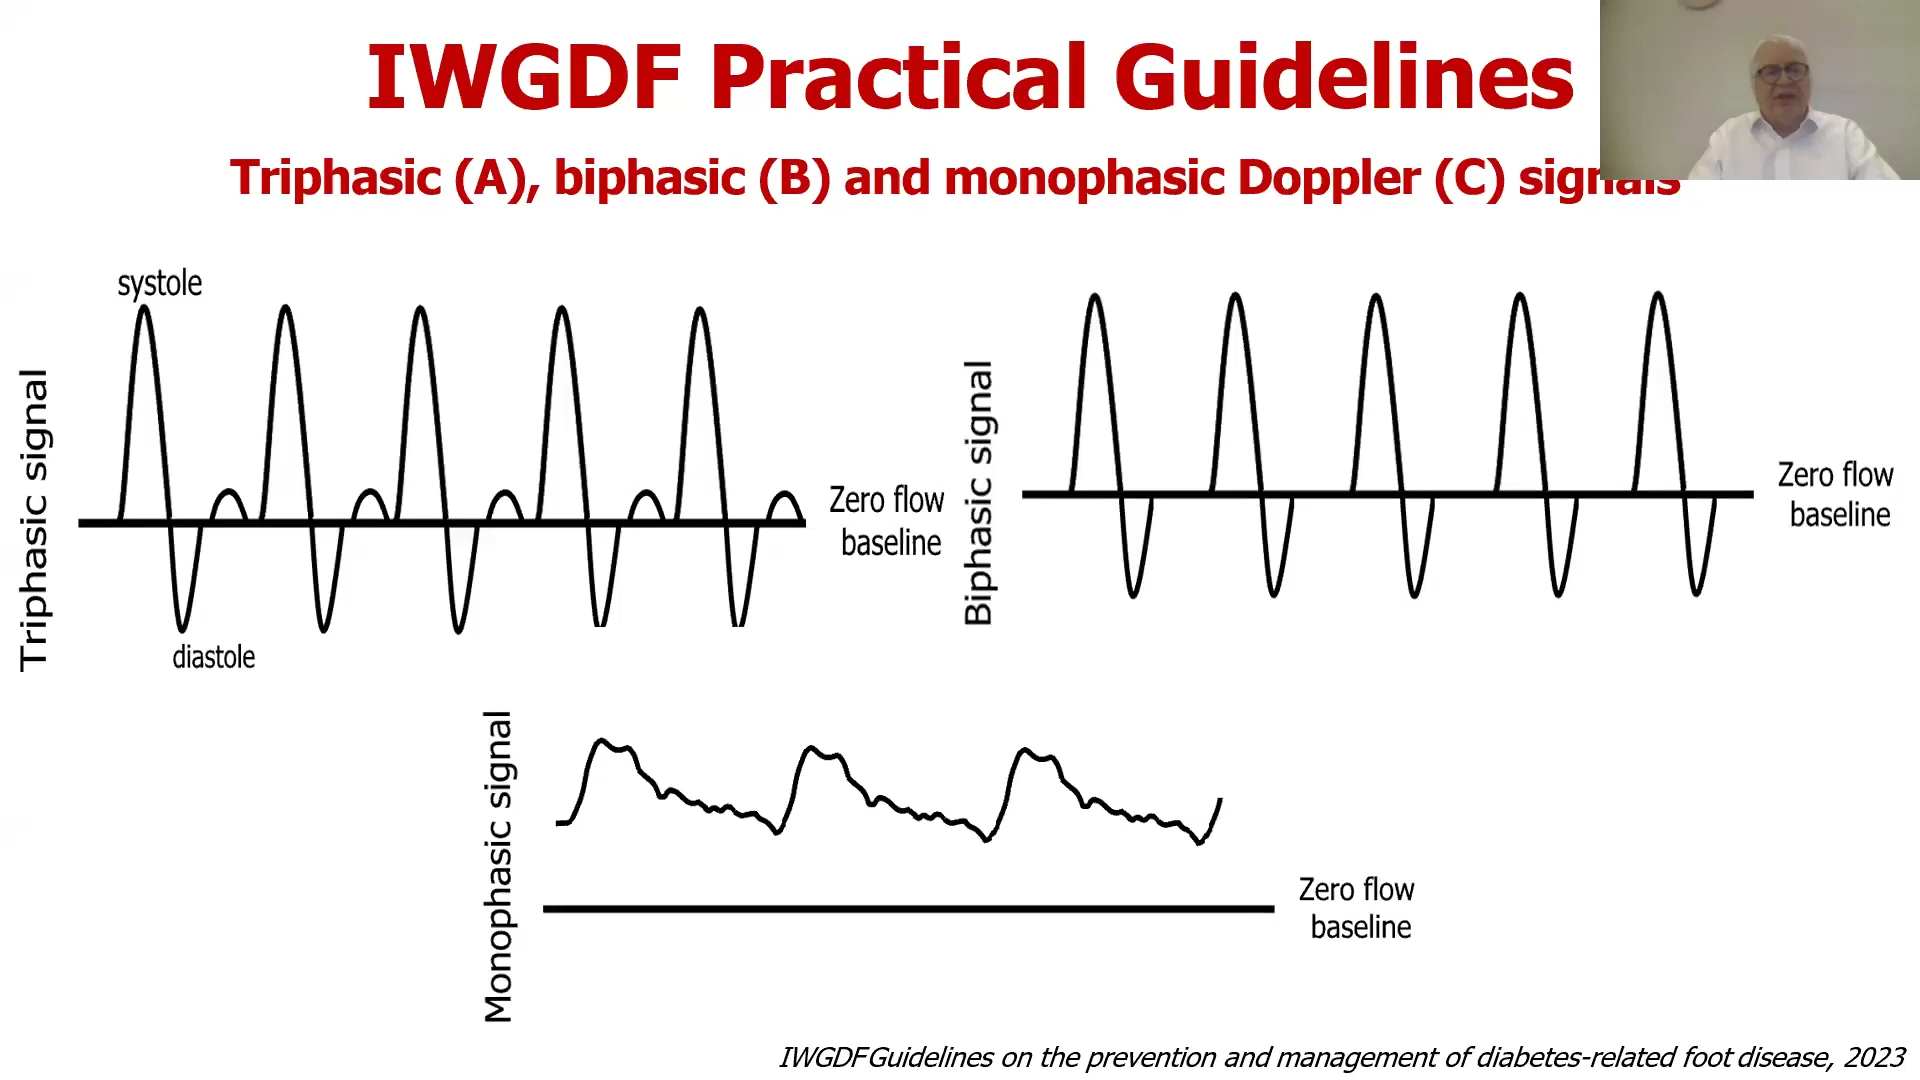 IWGDF Practical Guidelines
Triphasic (A), biphasic (B) and monophasic Doppler (C) signals
systole
Triphasic signal
diastole
Zero flow
baseline
Biphasic signal
Zero flow
baseline
Monophasic signal
Zero flow
baseline
IWGDF Guidelines on the prevention and management of diabetes-related foot disease, 2023